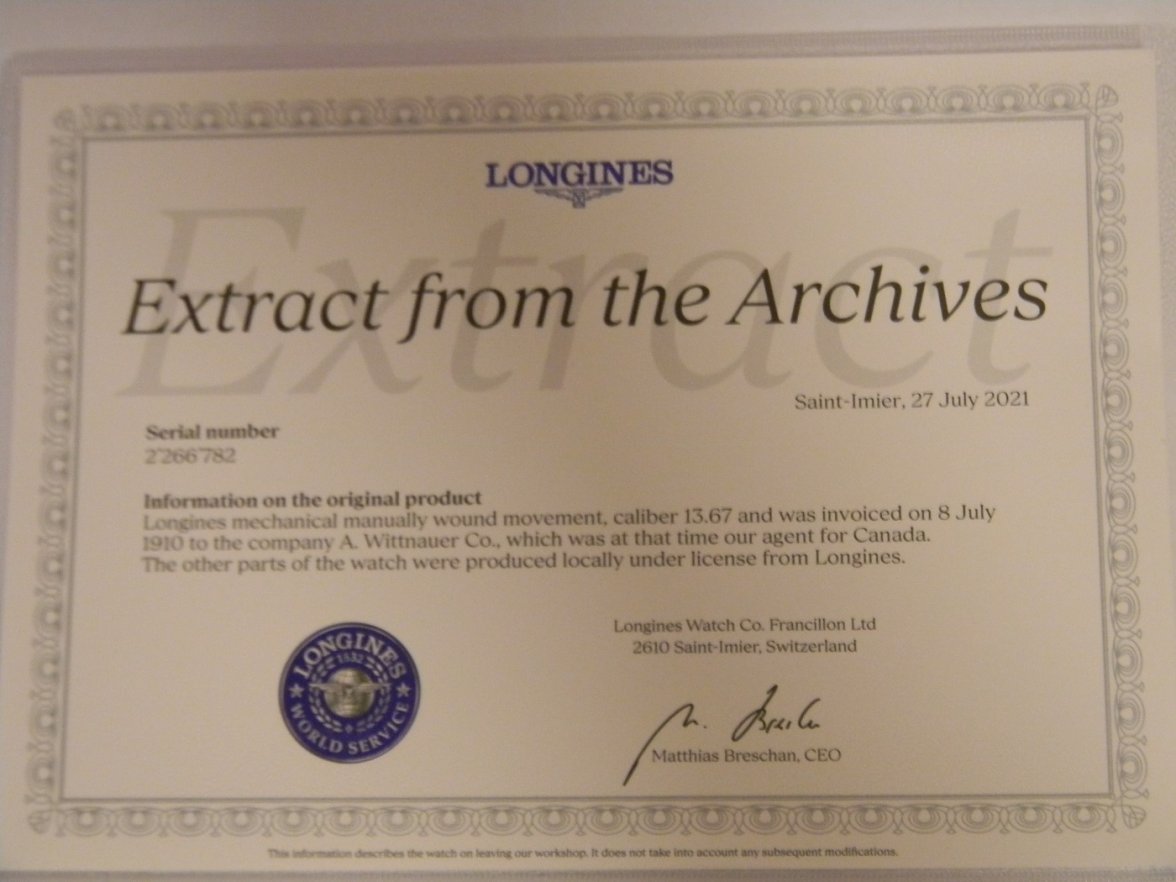 LONGINES
Extract
Extract from the Archives
Saint-Imier, 27 July 2021
Serial number
2'266'782
Information on the original product
Longines mechanical manually wound movement, caliber 13.67 and was invoiced on 8 July
1910 to the company A. Wittnauer Co., which was at that time our agent for Canada.
The other parts of the watch were produced locally under license from Longines.
LONGINES
1832
WORLD SERVICE
Longines Watch Co. Francillon Ltd
2610 Saint-Imier, Switzerland
Matthias Breschan, CEO
This information describes the watch on leaving our workshop. It does not take into account any subsequent modifications.